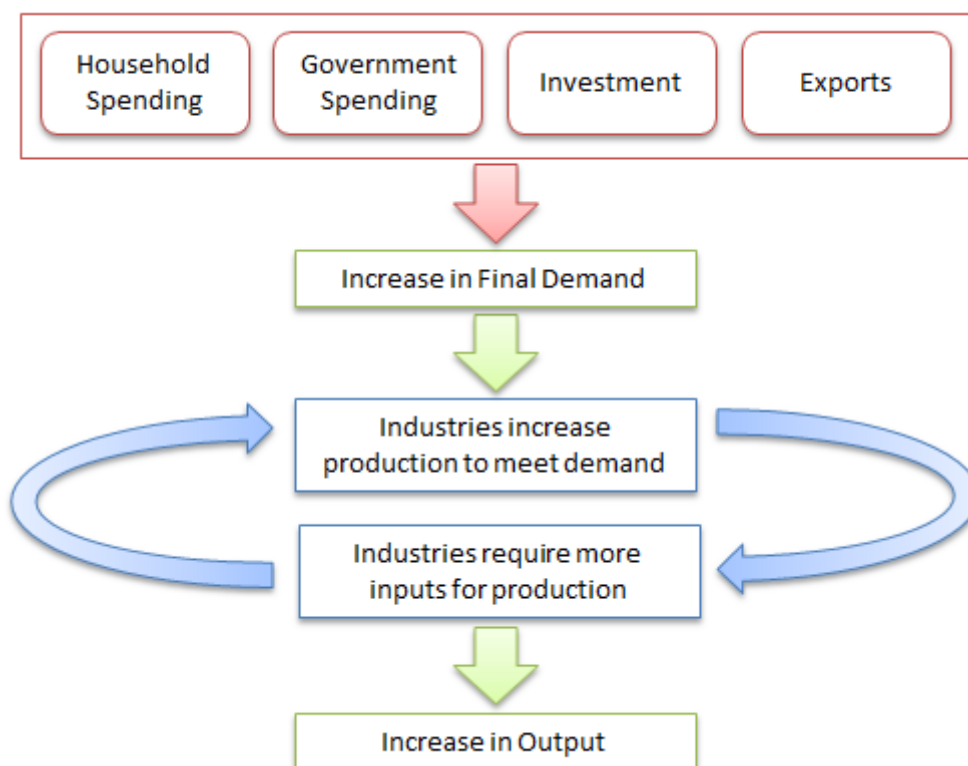 Household
Spending
Government
Spending
Investment
Exports
Increase in Final Demand
Industries increase
production to meet demand
Industries require more
inputs for production
Increase in Output